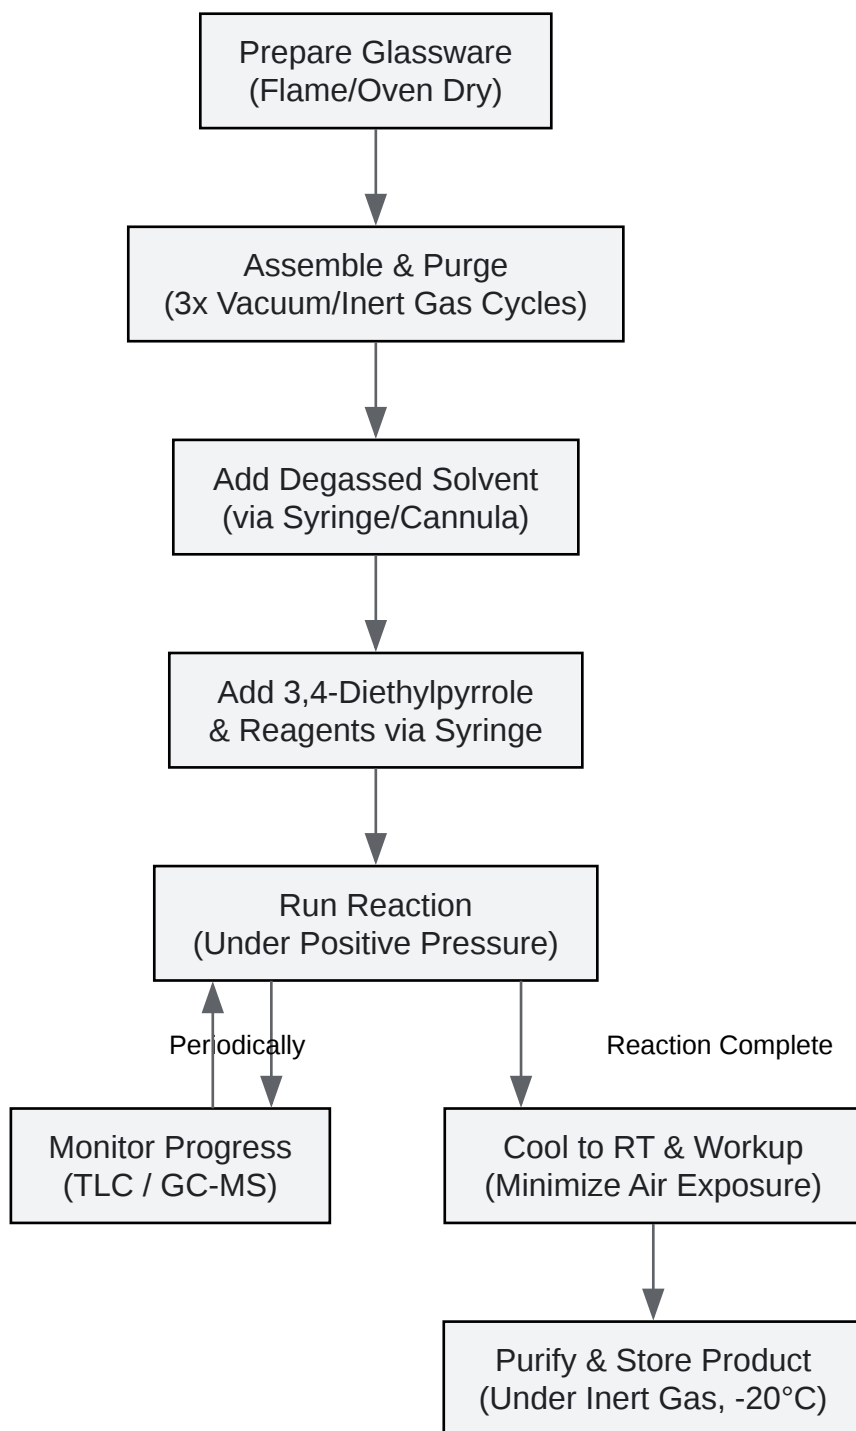 Prepare Glassware
(Flame/Oven Dry)
Assemble & Purge
(3x Vacuum/Inert Gas Cycles)
Add Degassed Solvent
(via Syringe/Cannula)
Add 3,4-Diethylpyrrole
& Reagents via Syringe
Run Reaction
(Under Positive Pressure)
Periodically
Reaction Complete
Monitor Progress
(TLC / GC-MS)
Cool to RT & Workup
(Minimize Air Exposure)
Purify & Store Product
(Under Inert Gas, -20°C)